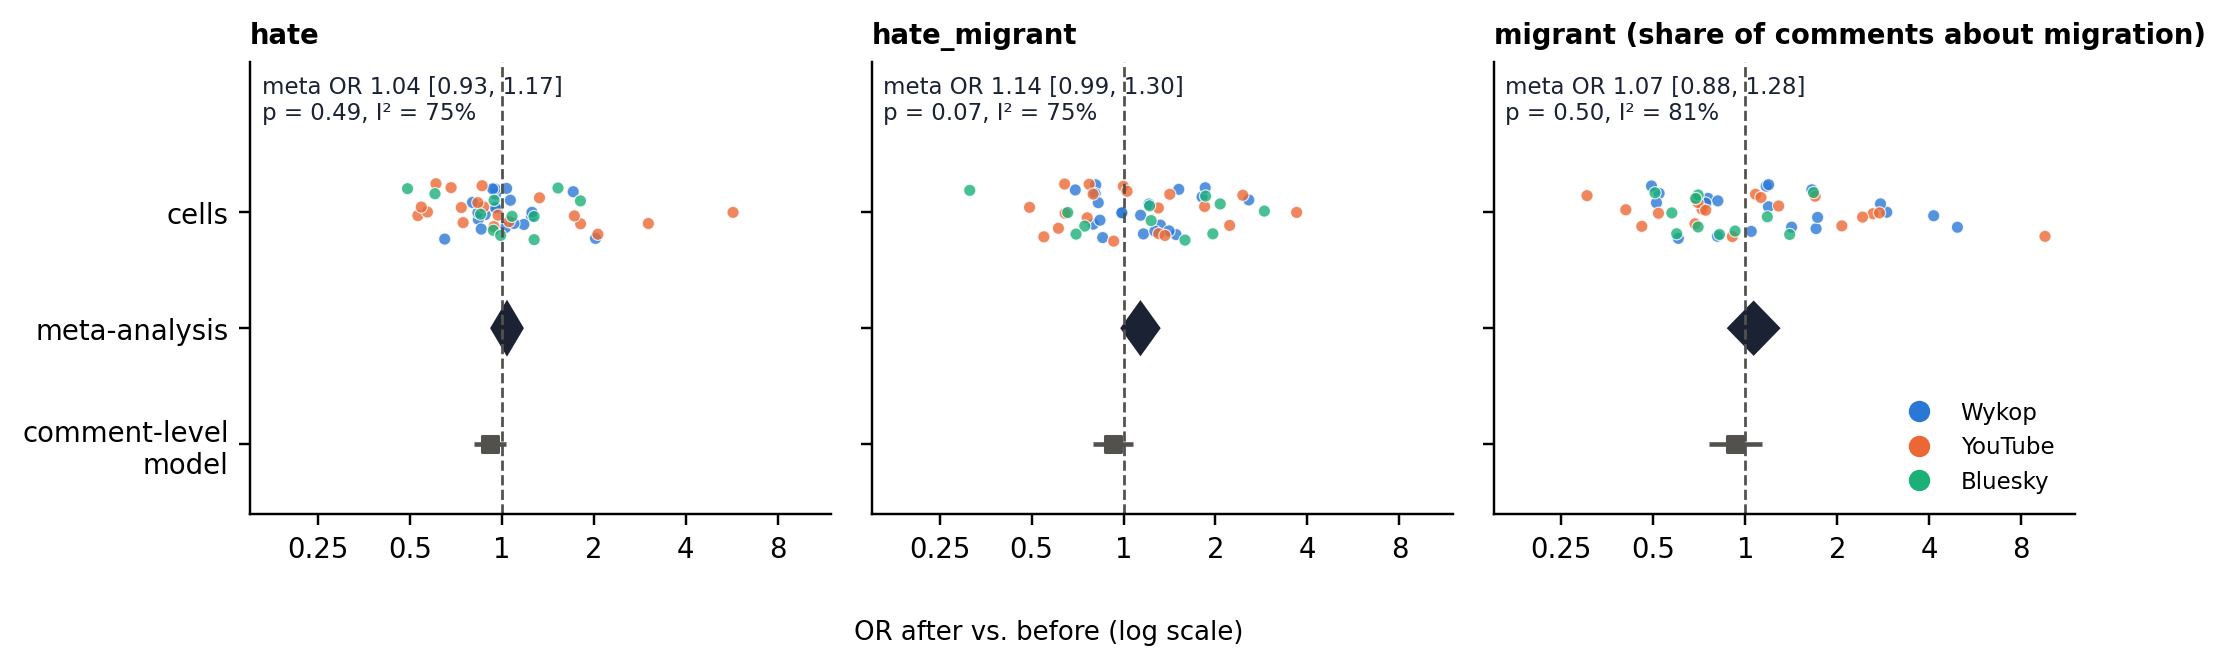 hate
meta OR 1.04 [0.93, 1.17]
p = 0.49, I² = 75%
hate_migrant
meta OR 1.14 [0.99, 1.30]
p = 0.07, I² = 75%
migrant (share of comments about migration)
meta OR 1.07 [0.88, 1.28]
p = 0.50, I² = 81%
cells
meta-analysis
comment-level
model
Wykop
YouTube
Bluesky
0.25 0.5 1 2 4 8
0.25 0.5 1 2 4 8
0.25 0.5 1 2 4 8
OR after vs. before (log scale)